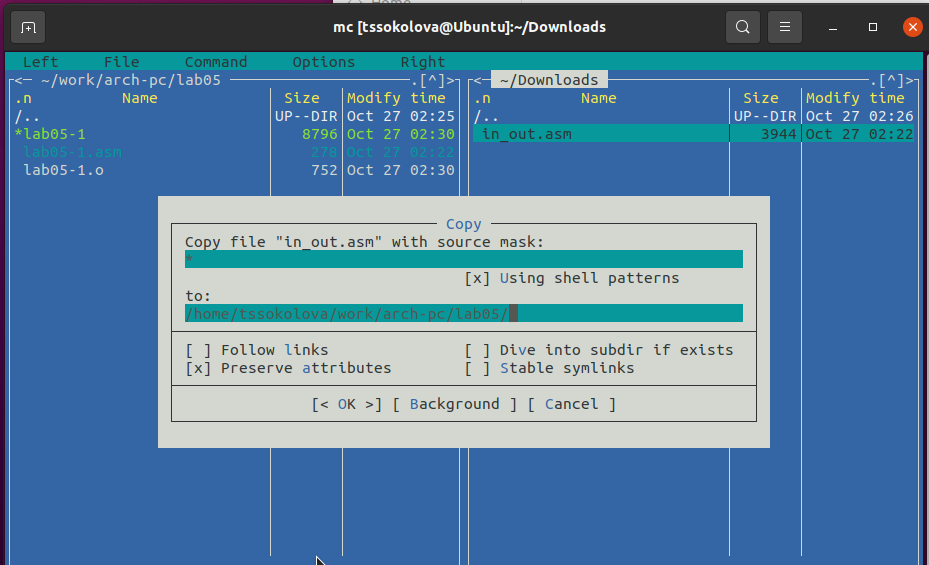 Home
mc [tssokolova@Ubuntu]:~/Downloads
Left File Command Options Right
<— ~/work/arch-pc/lab05 .[^]> <— ~/Downloads .[^]>
.n Name Size Modify time .n Name Size Modify time
/.. UP--DIR Oct 27 02:25 /.. UP--DIR Oct 27 02:26
*lab05-1 8796 Oct 27 02:30 in_out.asm 3944 Oct 27 02:22
lab05-1.asm 278 Oct 27 02:22
lab05-1.o 752 Oct 27 02:30
Copy
Copy file "in_out.asm" with source mask:
*
[x] Using shell patterns
to:
/home/tssokolova/work/arch-pc/lab05/
[ ] Follow links [ ] Dive into subdir if exists
[x] Preserve attributes [ ] Stable symlinks
[< OK >] [ Background ] [ Cancel ]